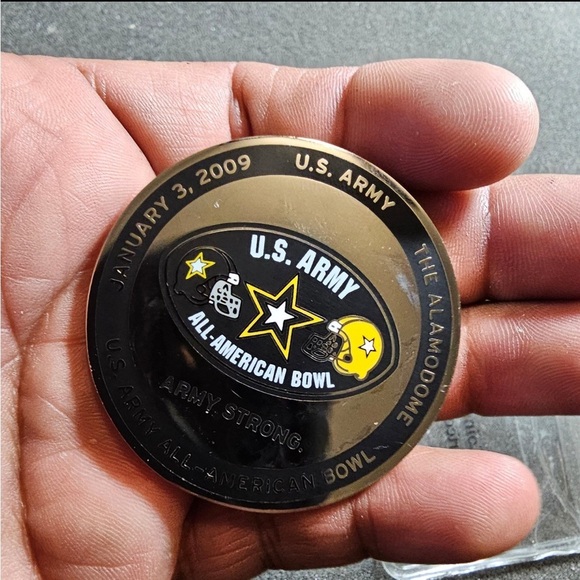 JANUARY 3, 2009
U.S. ARMY
THE ALAMODOME
U.S. ARMY ALL-AMERICAN BOWL
U.S. ARMY
ALL-AMERICAN BOWL
ARMY STRONG.